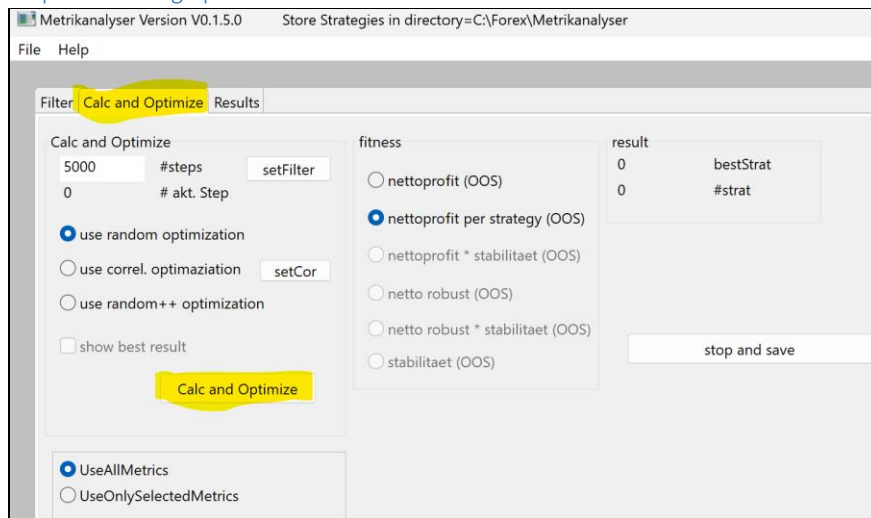 Metrikanalyser Version V0.1.5.0 Store Strategies in directory=C:\Forex\Metrikanalyser
File Help
Filter Calc and Optimize Results
Calc and Optimize
5000 #steps setFilter
0 # akt. Step
use random optimization
use correl. optimaziation setCor
use random++ optimization
show best result
Calc and Optimize
UseAllMetrics
UseOnlySelectedMetrics
fitness
nettoprofit (OOS)
nettoprofit per strategy (OOS)
nettoprofit * stabilitaet (OOS)
netto robust (OOS)
netto robust * stabilitaet (OOS)
stabilitaet (OOS)
result
0 bestStrat
0 #strat
stop and save